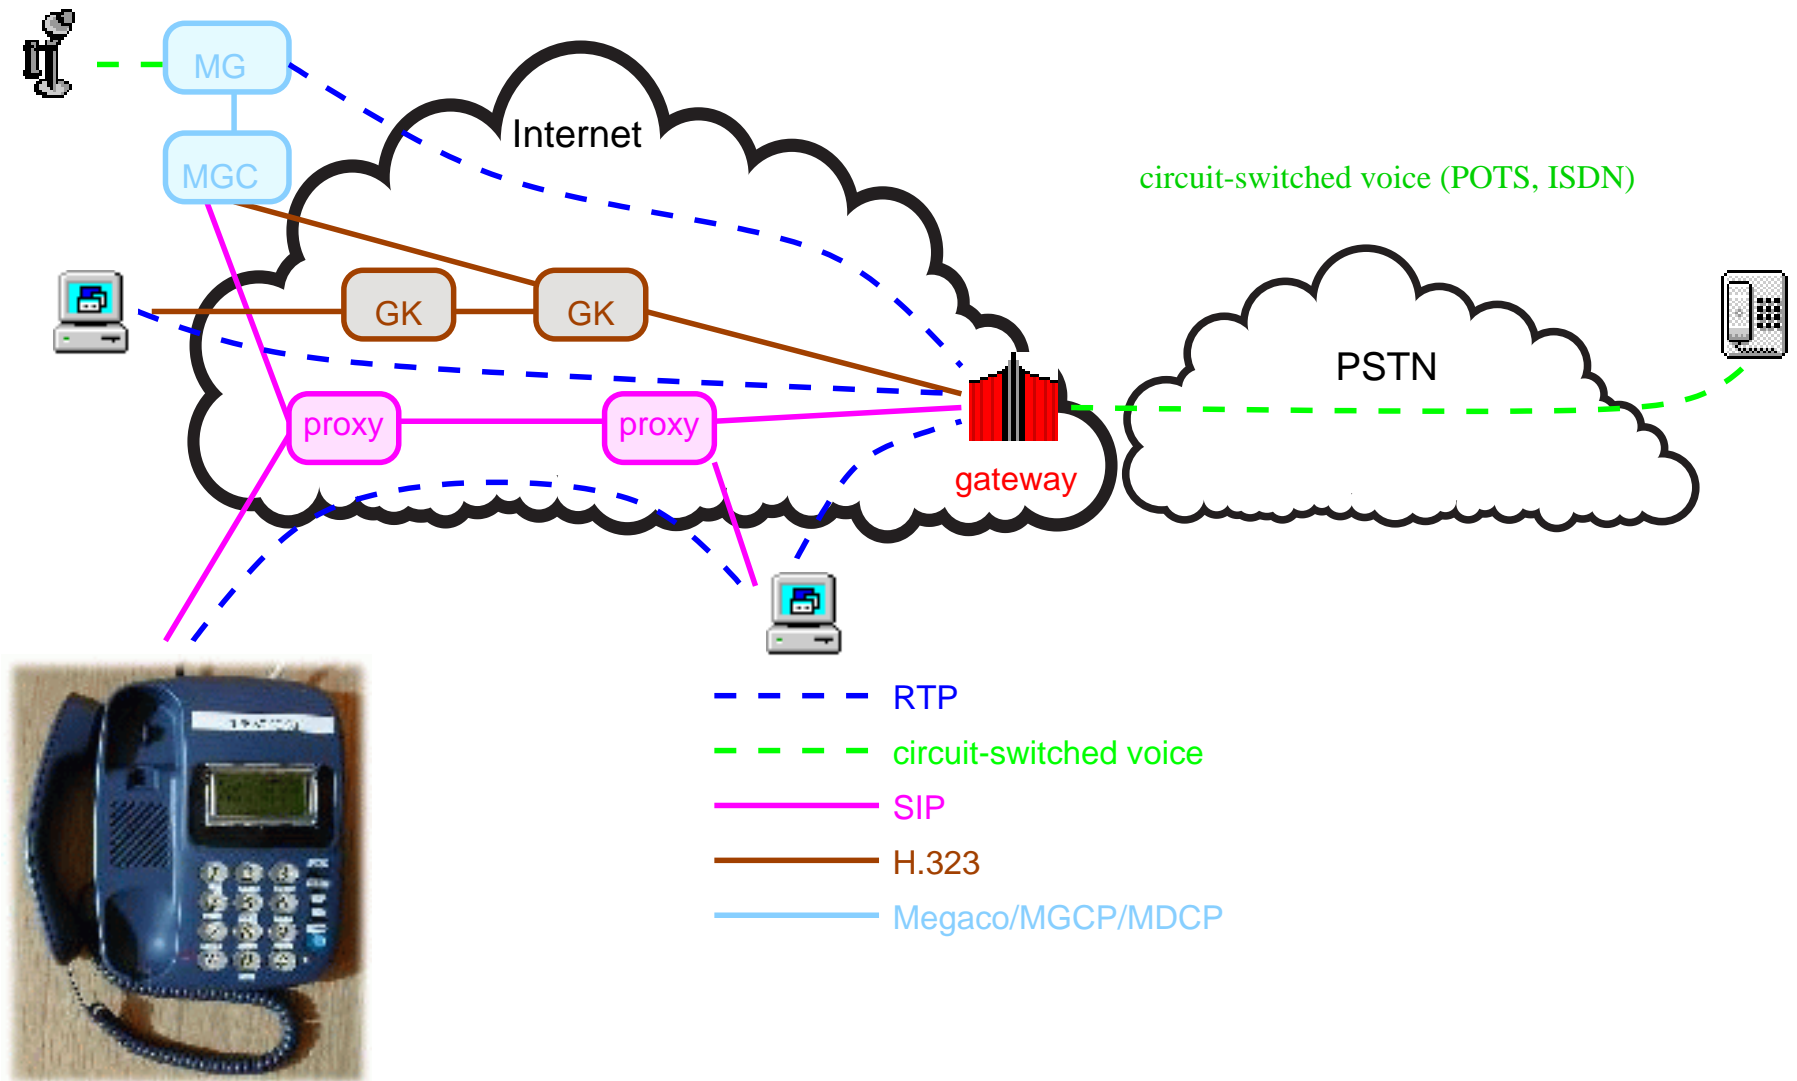 MG
Internet
MGC
circuit-switched voice (POTS, ISDN)
GK
GK
PSTN
proxy
proxy
gateway
RTP
circuit-switched voice
SIP
H.323
Megaco/MGCP/MDCP